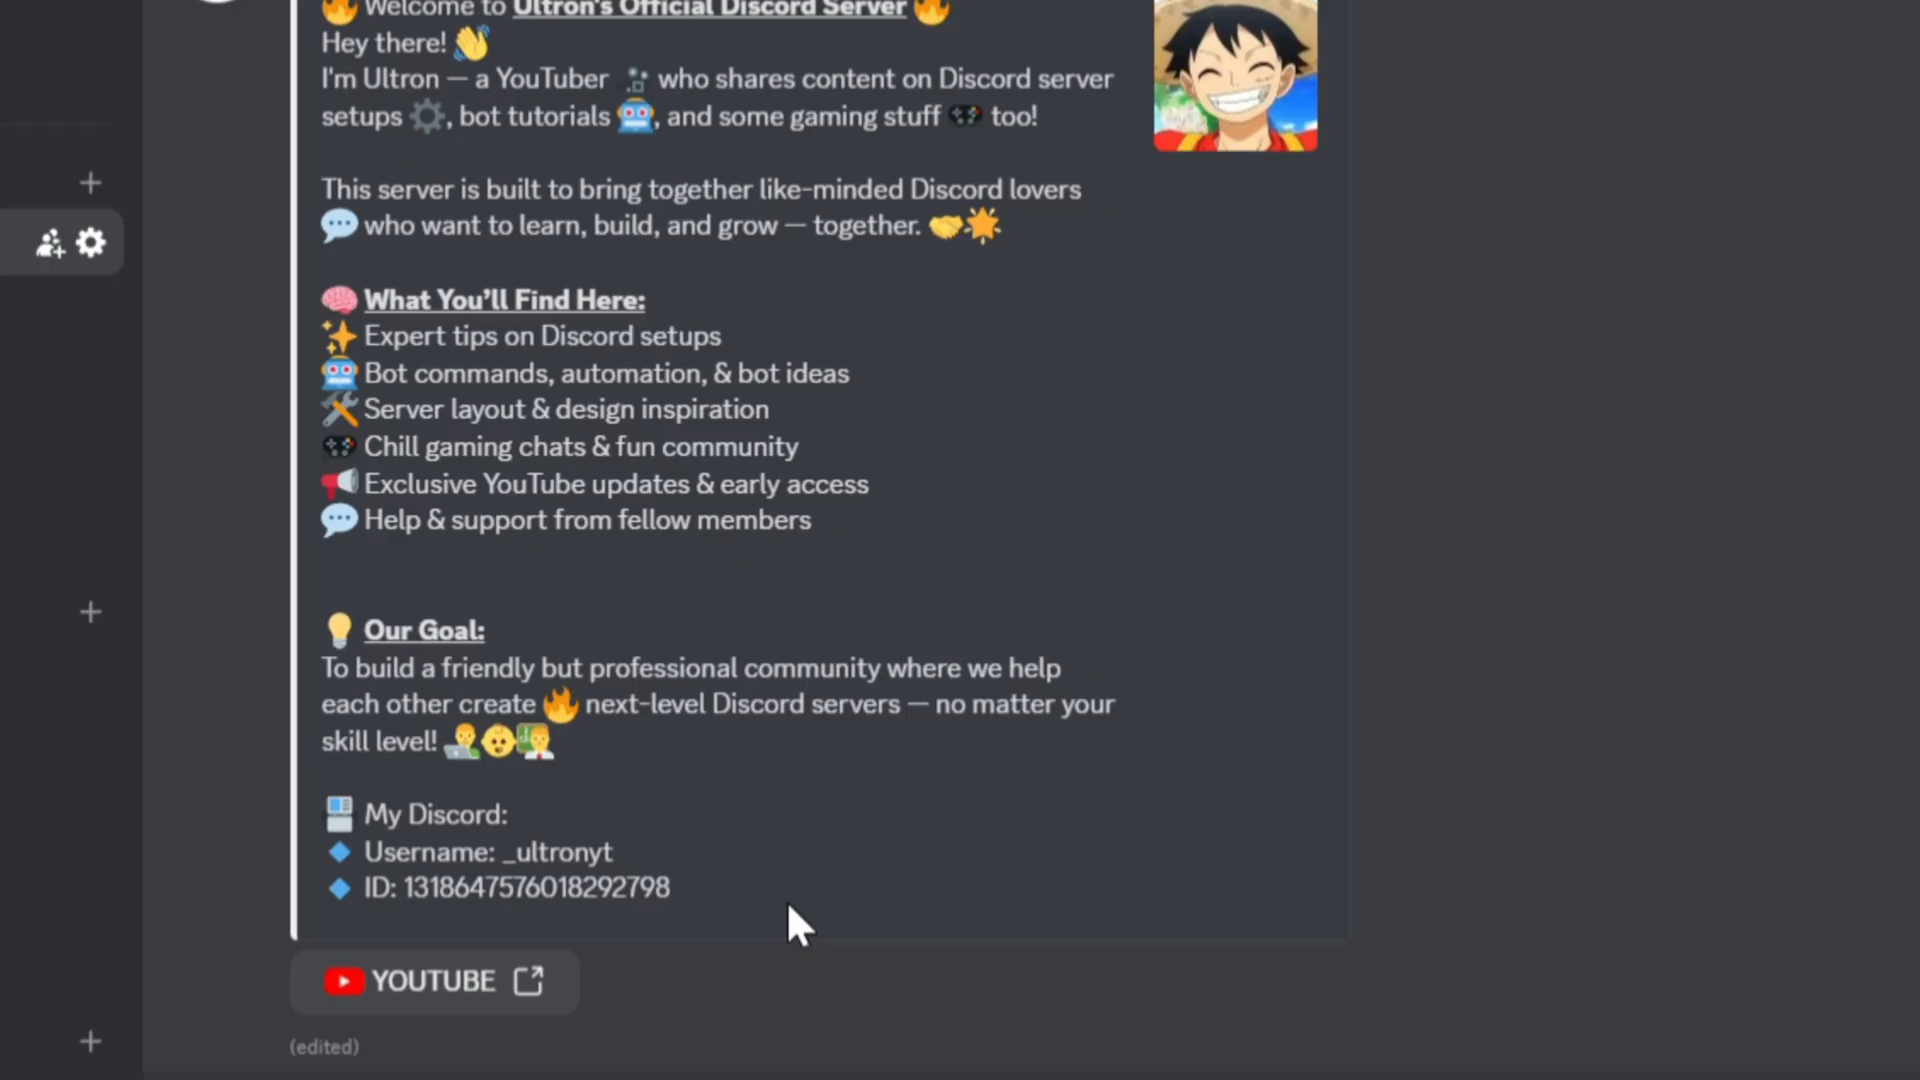 🔥 Welcome to Ultron's Official Discord Server 🔥
Hey there! 👋
I'm Ultron — a YouTuber who shares content on Discord server
setups ⚙️, bot tutorials 🤖, and some gaming stuff 🎮 too!
This server is built to bring together like-minded Discord lovers
💬 who want to learn, build, and grow — together. 🤝🌟
🧠 What You’ll Find Here:
✨ Expert tips on Discord setups
🤖 Bot commands, automation, & bot ideas
🛠️ Server layout & design inspiration
🎮 Chill gaming chats & fun community
📢 Exclusive YouTube updates & early access
💬 Help & support from fellow members
💡 Our Goal:
To build a friendly but professional community where we help
each other create 🔥 next-level Discord servers — no matter your
skill level! 👨‍💻👶👨‍🏫
My Discord:
🔹 Username: _ultronyt
🔹 ID: 1318647576018292798
YOUTUBE
(edited)